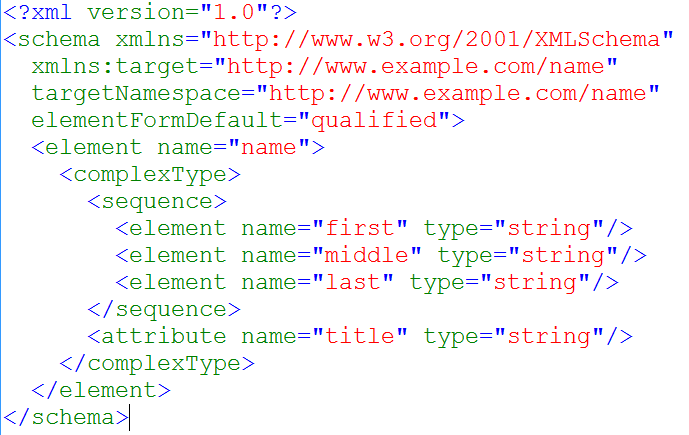 <?xml version="1.0"?>
<schema xmlns="http://www.w3.org/2001/XMLSchema"
  xmlns:target="http://www.example.com/name"
  targetNamespace="http://www.example.com/name"
  elementFormDefault="qualified">
  <element name="name">
    <complexType>
      <sequence>
        <element name="first" type="string"/>
        <element name="middle" type="string"/>
        <element name="last" type="string"/>
      </sequence>
      <attribute name="title" type="string"/>
    </complexType>
  </element>
</schema>